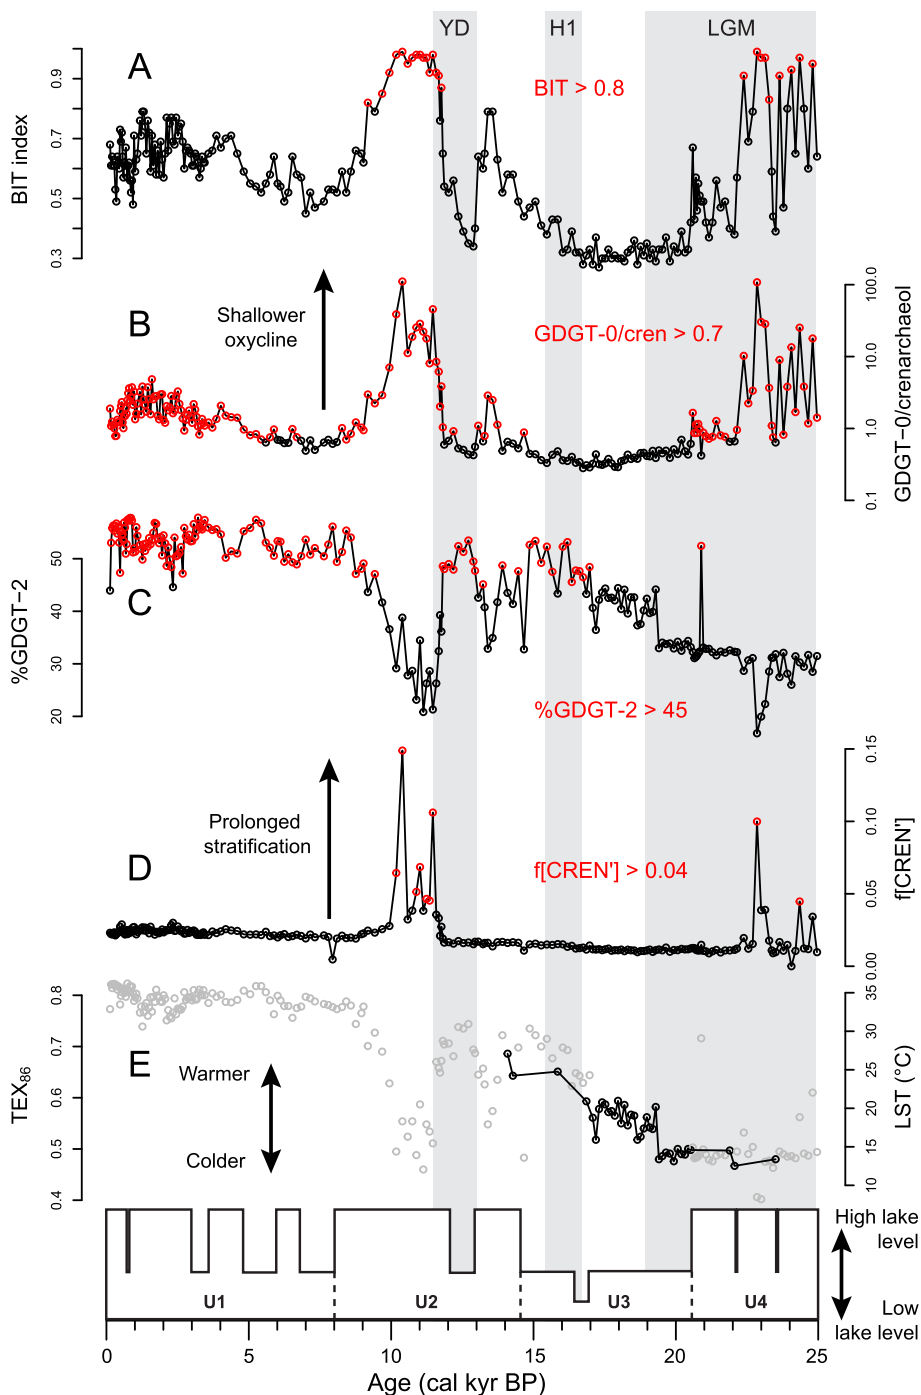 YD
H1
LGM
A
BIT > 0.8
BIT index
0.9
0.7
0.5
0.3
B
Shallower
oxycline
GDGT-0/cren > 0.7
GDGT−0/crenarchaeol
100.0
10.0
1.0
0.1
C
%GDGT−2
50
40
30
20
%GDGT-2 > 45
D
Prolonged
stratification
f[CREN'] > 0.04
f[CREN']
0.15
0.10
0.05
0.00
E
TEX86
0.8
0.7
0.6
0.5
0.4
Warmer
Colder
LST (°C)
35
30
25
20
15
10
High lake
level
Low
lake level
U1
U2
U3
U4
0
5
10
15
20
25
Age (cal kyr BP)